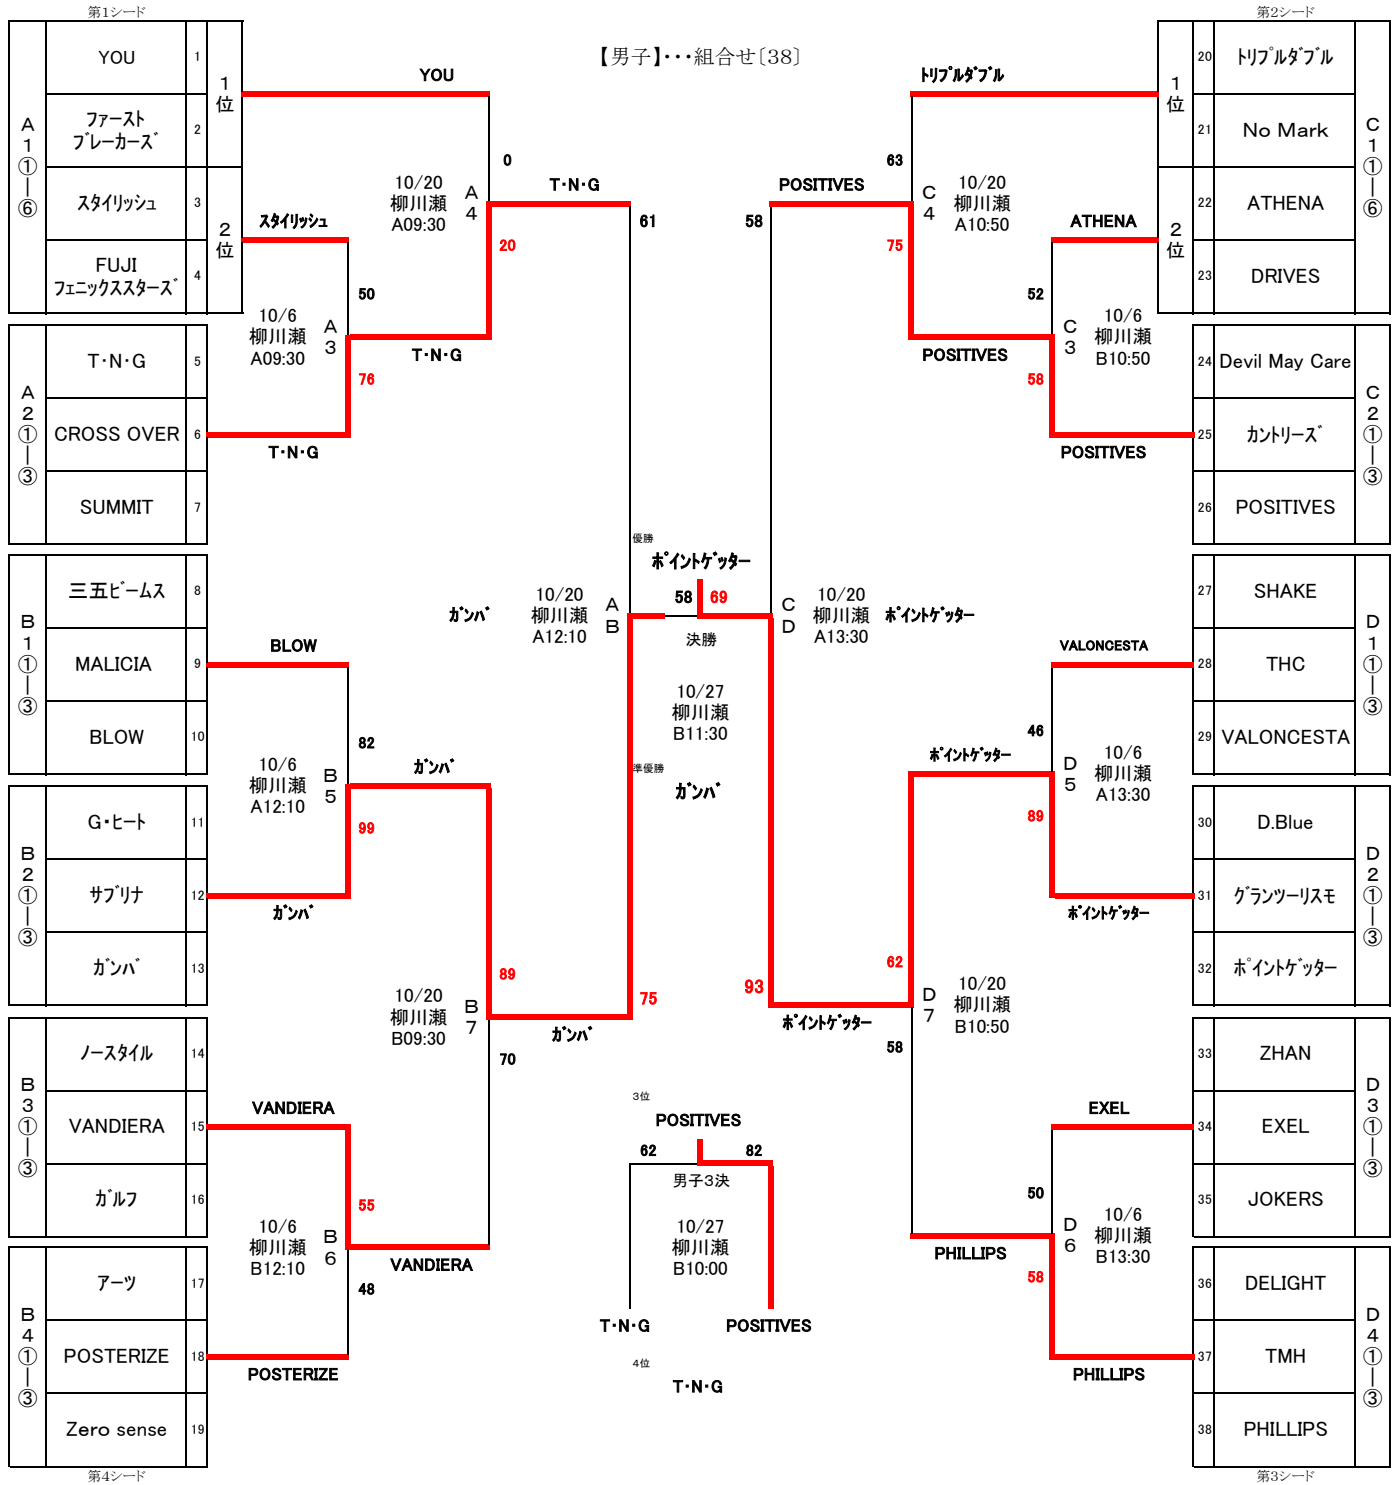 第1シード
第2シード
【男子】・・・組合せ〔38〕
A1①|⑥
YOU 1
ファースト
ブレーカーズ 2
スタイリッシュ 3
FUJI
フェニックススターズ 4
1位
2位
A2①|③
T・N・G 5
CROSS OVER 6
SUMMIT 7
B1①|③
三五ビームス 8
MALICIA 9
BLOW 10
B2①|③
G・ヒート 11
サブリナ 12
ガンバ 13
B3①|③
ノースタイル 14
VANDIERA 15
ガルフ 16
B4①|③
アーツ 17
POSTERIZE 18
Zero sense 19
第4シード
YOU
0
10/20
柳川瀬
A09:30
A4
T・N・G
20
61
スタイリッシュ
50
10/6
柳川瀬
A09:30
A3
76
T・N・G
T・N・G
BLOW
82
10/6
柳川瀬
A12:10
B5
99
ガンバ
ガンバ
89
10/20
柳川瀬
B09:30
B7
70
ガンバ
75
VANDIERA
55
10/6
柳川瀬
B12:10
B6
48
VANDIERA
POSTERIZE
ガンバ
10/20
柳川瀬
A12:10
AB
優勝
ポイントゲッター
58 69
決勝
10/27
柳川瀬
B11:30
準優勝
ガンバ
3位
POSITIVES
62 82
男子3決
10/27
柳川瀬
B10:00
T・N・G POSITIVES
4位
T・N・G
CD
10/20
柳川瀬
A13:30
ポイントゲッター
トリプルダブル
63
POSITIVES
58
75
C4
10/20
柳川瀬
A10:50
ATHENA
52
POSITIVES
58
C3
10/6
柳川瀬
B10:50
POSITIVES
VALONCESTA
46
ポイントゲッター
89
D5
10/6
柳川瀬
A13:30
ポイントゲッター
62
93
ポイントゲッター
58
D7
10/20
柳川瀬
B10:50
EXEL
50
D6
10/6
柳川瀬
B13:30
PHILLIPS
58
PHILLIPS
1位
2位
20 トリプルダブル
21 No Mark
22 ATHENA
23 DRIVES
C1①|⑥
24 Devil May Care
25 カントリーズ
26 POSITIVES
C2①|③
27 SHAKE
28 THC
29 VALONCESTA
D1①|③
30 D.Blue
31 グランツーリスモ
32 ポイントゲッター
D2①|③
33 ZHAN
34 EXEL
35 JOKERS
D3①|③
36 DELIGHT
37 TMH
38 PHILLIPS
D4①|③
第3シード